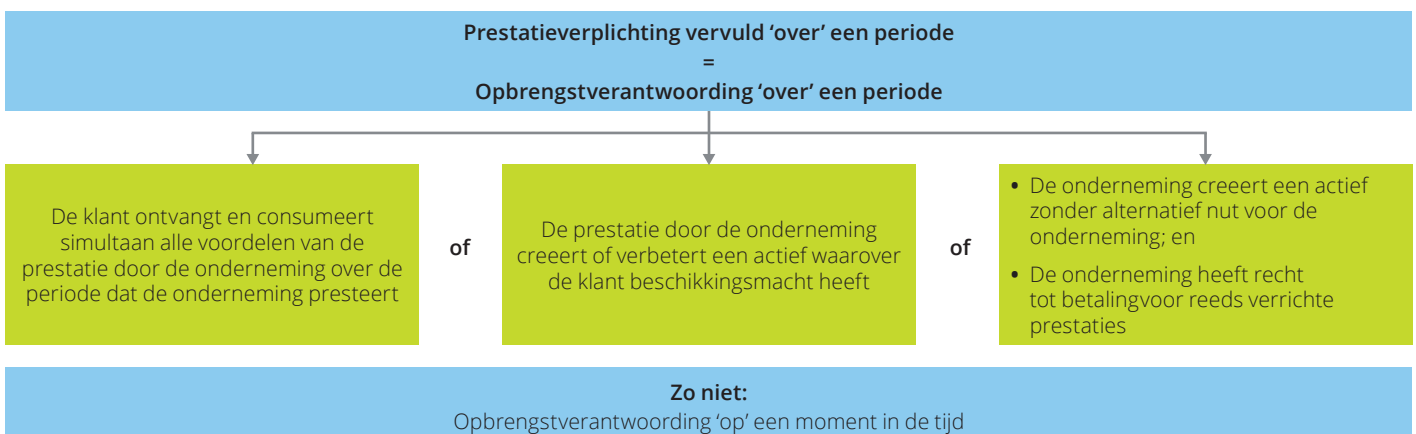 Prestatieverplichting vervuld ‘over’ een periode
=
Opbrengstverantwoording ‘over’ een periode
De klant ontvangt en consumeert
simultaan alle voordelen van de
prestatie door de onderneming over de
periode dat de onderneming presteert
of
De prestatie door de onderneming
creeert of verbetert een actief waarover
de klant beschikkingsmacht heeft
of
• De onderneming creeert een actief
zonder alternatief nut voor de
onderneming; en
• De onderneming heeft recht
tot betalingvoor reeds verrichte
prestaties
Zo niet:
Opbrengstverantwoording ‘op’ een moment in de tijd